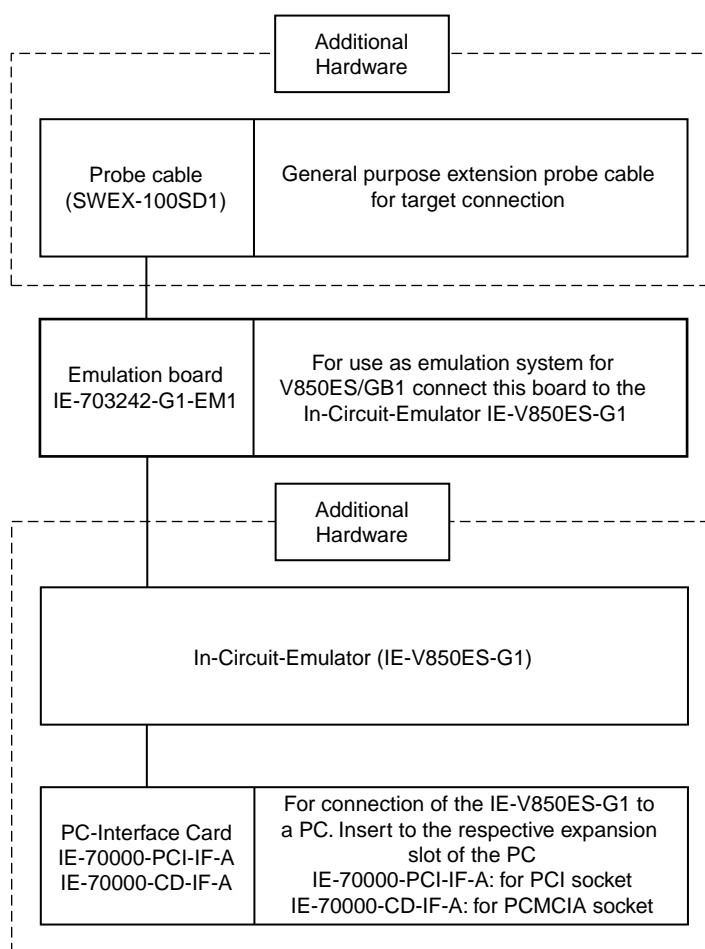 Additional
Hardware
Probe cable
(SWEX-100SD1)
General purpose extension probe cable
for target connection
Emulation board
IE-703242-G1-EM1
For use as emulation system for
V850ES/GB1 connect this board to the
In-Circuit-Emulator IE-V850ES-G1
Additional
Hardware
In-Circuit-Emulator (IE-V850ES-G1)
PC-Interface Card
IE-70000-PCI-IF-A
IE-70000-CD-IF-A
For connection of the IE-V850ES-G1 to
a PC. Insert to the respective expansion
slot of the PC
IE-70000-PCI-IF-A: for PCI socket
IE-70000-CD-IF-A: for PCMCIA socket